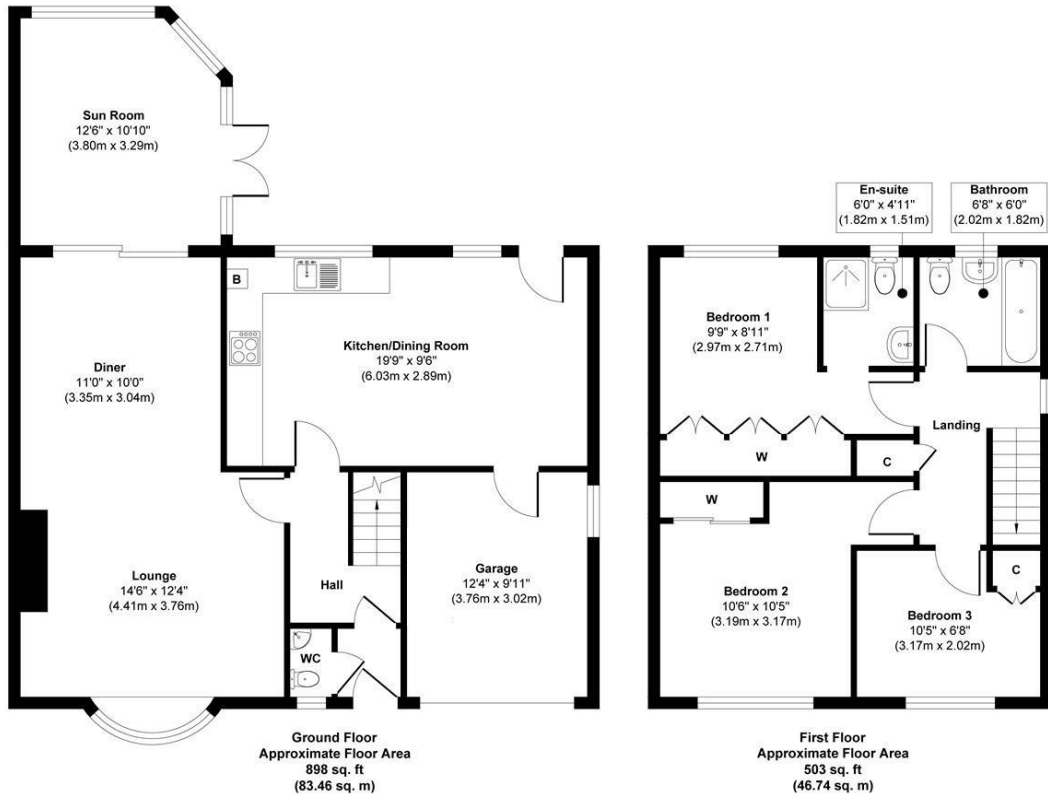 Sun Room
12'6" x 10'10"
(3.80m x 3.29m)
B
Kitchen/Dining Room
19'9" x 9'6"
(6.03m x 2.89m)
Diner
11'0" x 10'0"
(3.35m x 3.04m)
Lounge
14'6" x 12'4"
(4.41m x 3.76m)
Hall
WC
Garage
12'4" x 9'11"
(3.76m x 3.02m)
Ground Floor
Approximate Floor Area
898 sq. ft
(83.46 sq. m)
En-suite
6'0" x 4'11"
(1.82m x 1.51m)
Bathroom
6'8" x 6'0"
(2.02m x 1.82m)
Bedroom 1
9'9" x 8'11"
(2.97m x 2.71m)
Landing
W
C
W
Bedroom 2
10'6" x 10'5"
(3.19m x 3.17m)
C
Bedroom 3
10'5" x 6'8"
(3.17m x 2.02m)
First Floor
Approximate Floor Area
503 sq. ft
(46.74 sq. m)